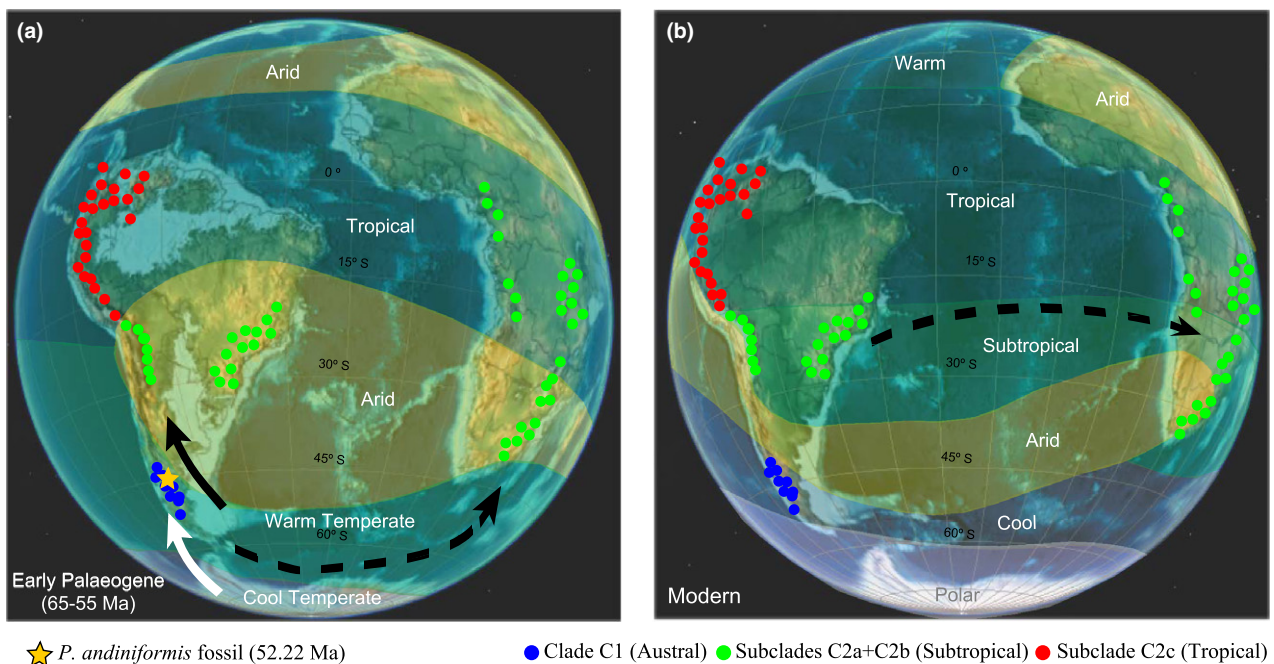 (a)
Arid
0 º
Tropical
15º S
30º S
Arid
45º S
Warm Temperate
60º S
Early Palaeogene
(65-55 Ma)
Cool Temperate
(b)
Warm
Arid
0 º
Tropical
15º S
Subtropical
30º S
Arid
45º S
Cool
60º S
Modern
Polar
P. andiniformis fossil (52.22 Ma)
Clade C1 (Austral)
Subclades C2a+C2b (Subtropical)
Subclade C2c (Tropical)